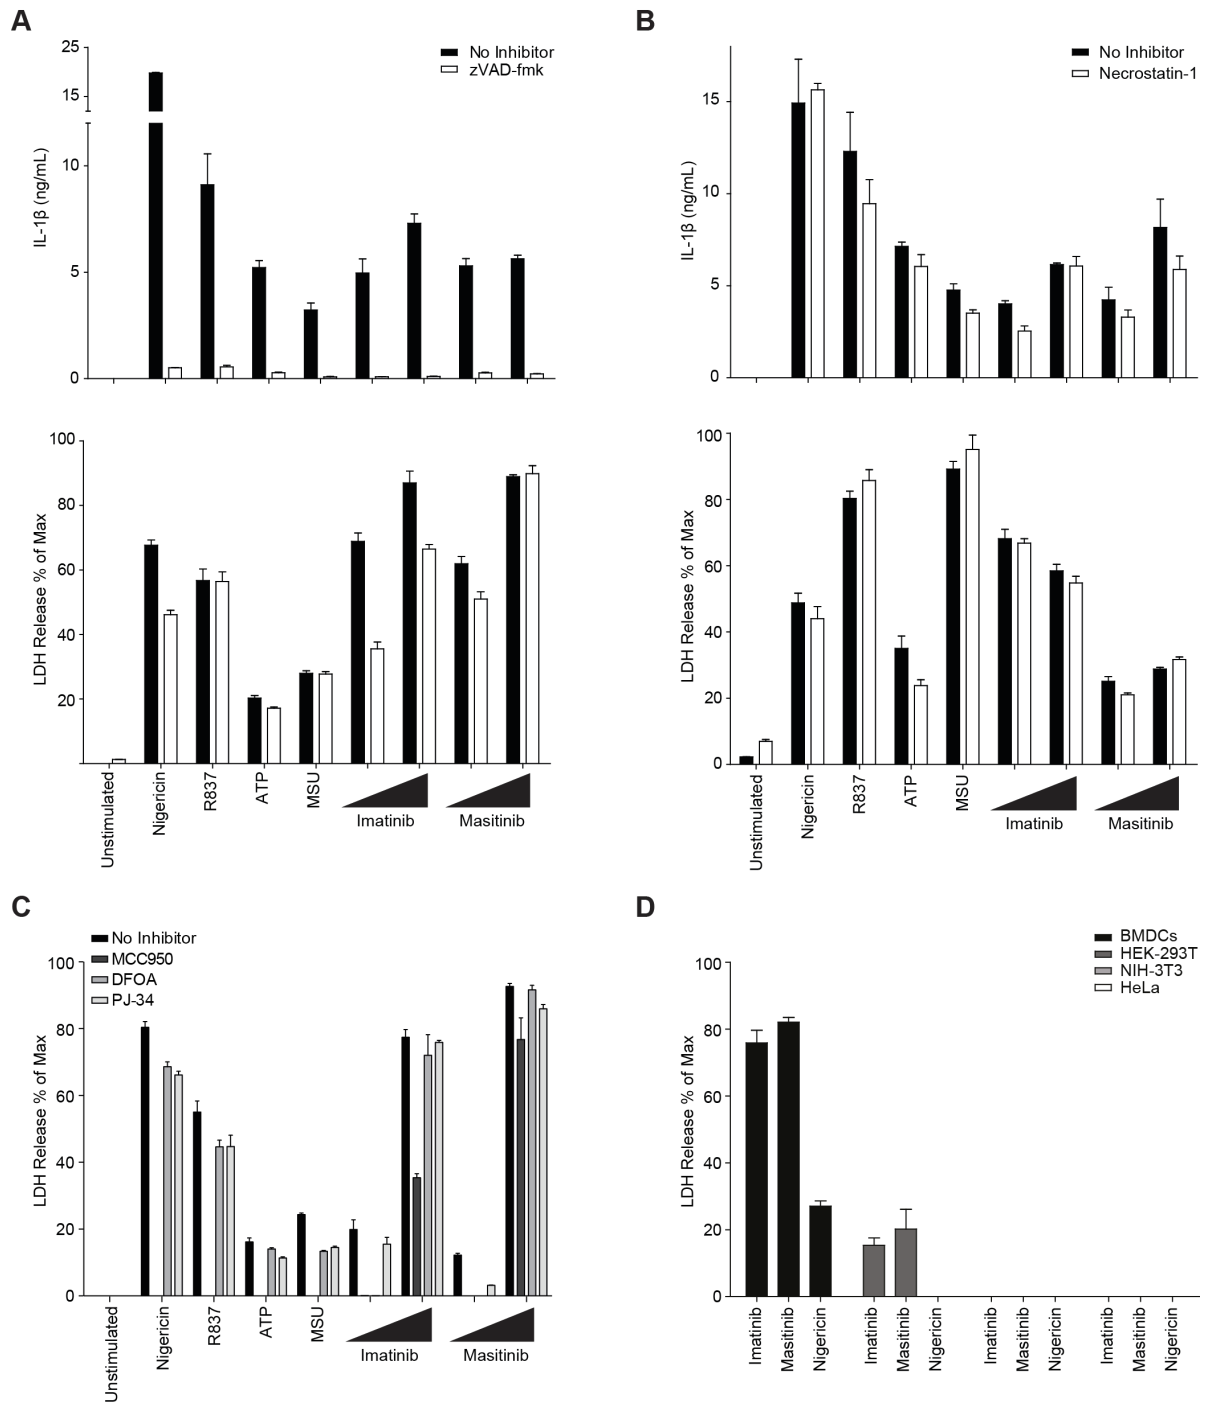 A
25
15
10
5
0
IL-1β (ng/mL)
No Inhibitor
zVAD-fmk
100
80
60
40
20
LDH Release % of Max
Unstimulated
Nigericin
R837
ATP
MSU
Imatinib
Masitinib
B
15
10
5
0
IL-1β (ng/mL)
No Inhibitor
Necrostatin-1
100
80
60
40
20
0
LDH Release % of Max
Unstimulated
Nigericin
R837
ATP
MSU
Imatinib
Masitinib
C
No Inhibitor
MCC950
DFOA
PJ-34
100
80
60
40
20
0
LDH Release % of Max
Unstimulated
Nigericin
R837
ATP
MSU
Imatinib
Masitinib
D
BMDCs
HEK-293T
NIH-3T3
HeLa
100
80
60
40
20
0
LDH Release % of Max
Imatinib
Masitinib
Nigericin
Imatinib
Masitinib
Nigericin
Imatinib
Masitinib
Nigericin
Imatinib
Masitinib
Nigericin